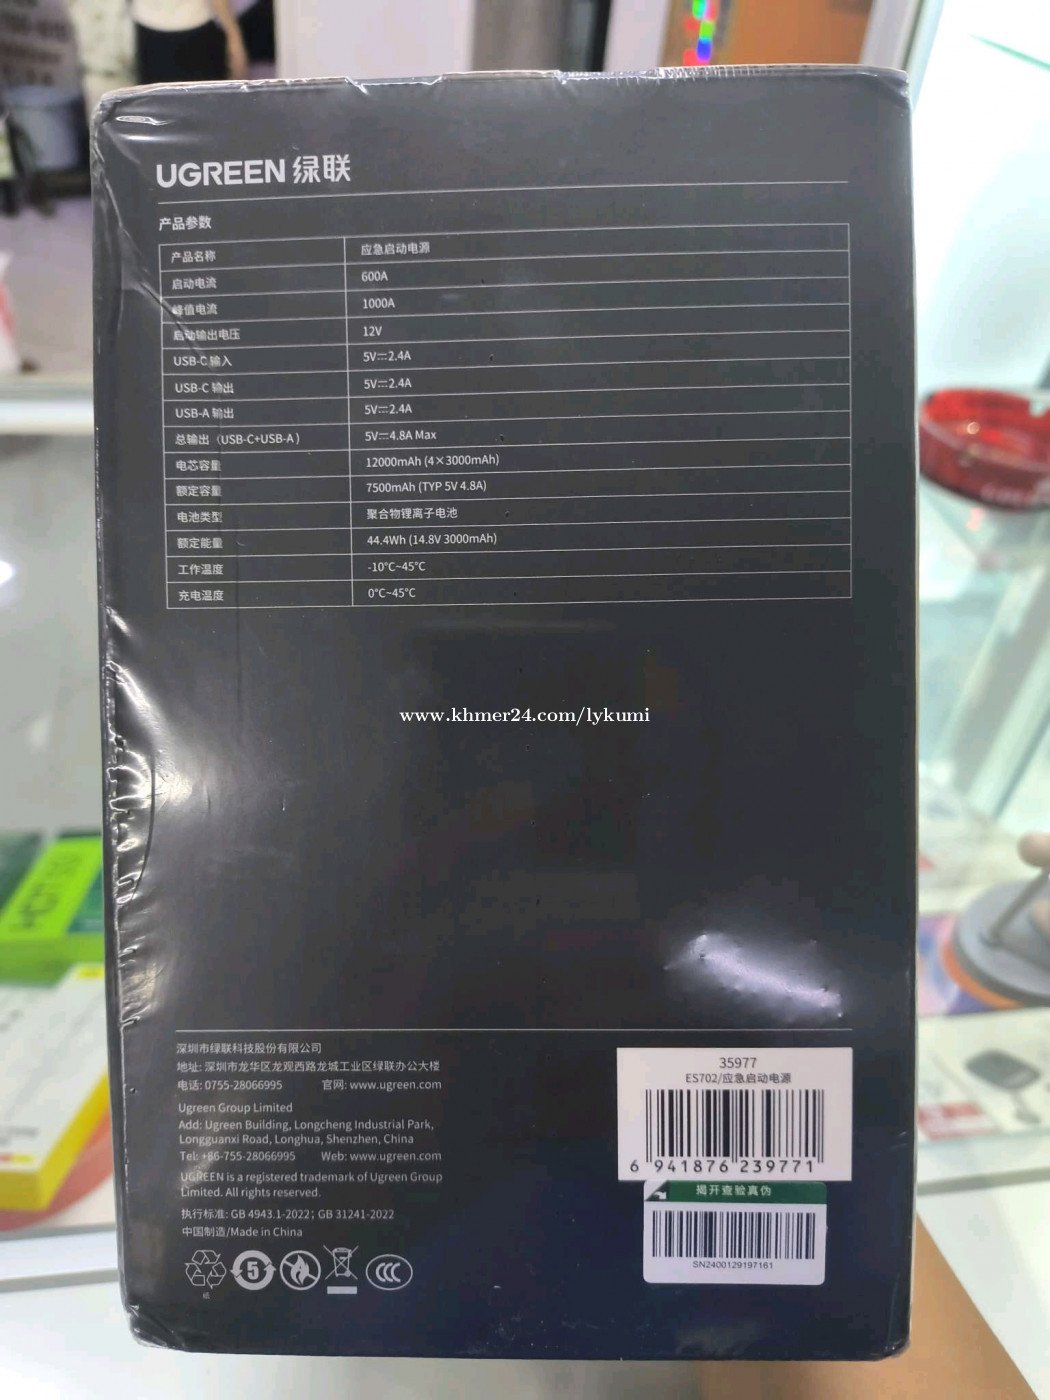 UGREEN 绿联
产品参数
产品名称 应急启动电源
启动电流 600A
峰值电流 1000A
启动输出电压 12V
USB-C 输入 5V⎓2.4A
USB-C 输出 5V⎓2.4A
USB-A 输出 5V⎓2.4A
总输出（USB-C+USB-A） 5V⎓4.8A Max
电芯容量 12000mAh (4×3000mAh)
额定容量 7500mAh (TYP 5V 4.8A)
电池类型 聚合物锂离子电池
额定能量 44.4Wh (14.8V 3000mAh)
工作温度 -10°C~45°C
充电温度 0°C~45°C
www.khmer24.com/lykumi
深圳市绿联科技股份有限公司
地址: 深圳市龙华区龙观西路龙城工业区绿联办公大楼
电话: 0755-28066995 官网: www.ugreen.com
Ugreen Group Limited
Add: Ugreen Building, Longcheng Industrial Park,
Longguanxi Road, Longhua, Shenzhen, China
Tel: +86-755-28066995 Web: www.ugreen.com
UGREEN is a registered trademark of Ugreen Group
Limited. All rights reserved.
执行标准: GB 4943.1-2022; GB 31241-2022
中国制造/Made in China
5
纸
35977
ES702/应急启动电源
6 941876 239771
揭开查验真伪
SN2400129197161